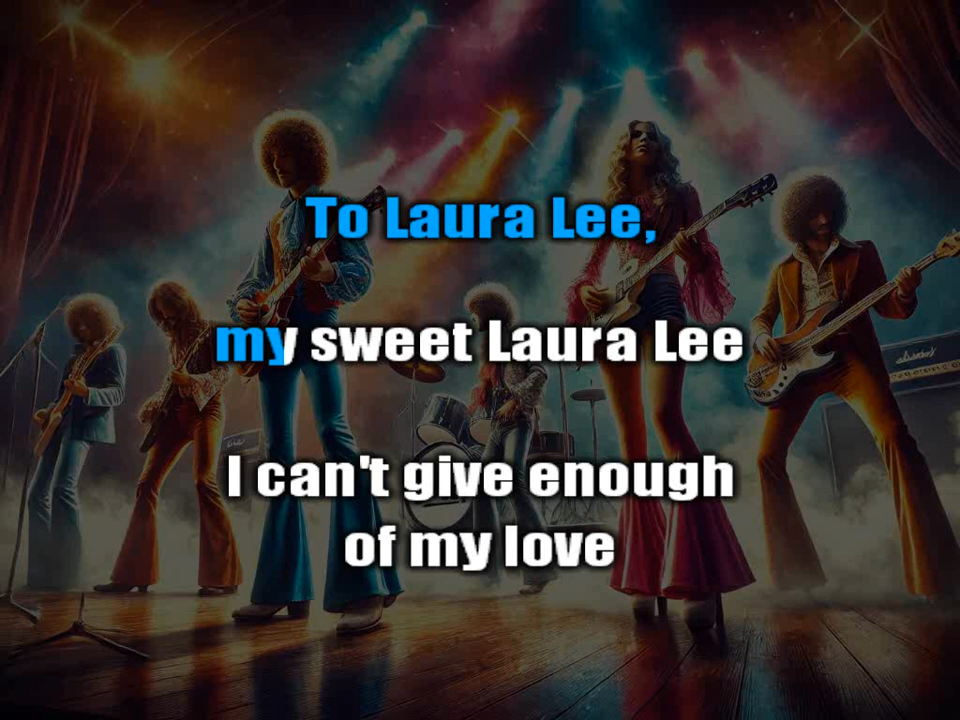 To Laura Lee,
my sweet Laura Lee
I can't give enough
of my love